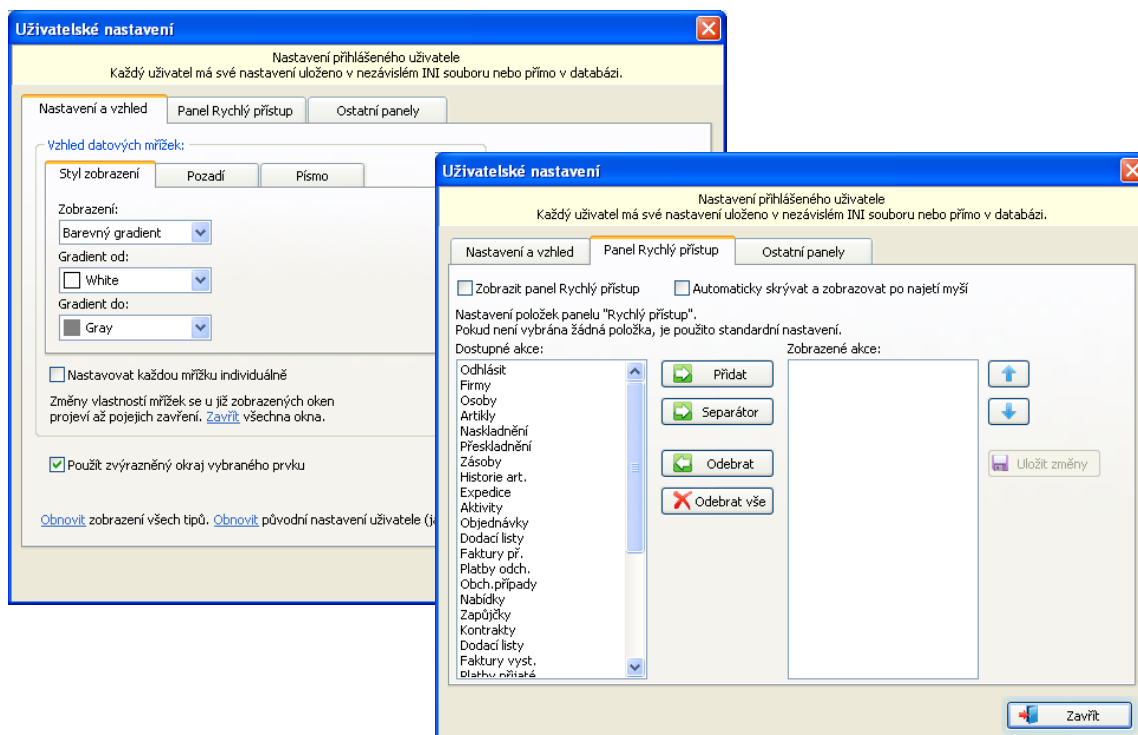 Uživatelské nastavení
Nastavení přihlášeného uživatele
Každý uživatel má své nastavení uloženo v nezávislém INI souboru nebo přímo v databázi.
Nastavení a vzhled
Panel Rychlý přístup
Ostatní panely
Vzhled datových mřížek:
Styl zobrazení
Pozadí
Písmo
Zobrazení:
Barevný gradient
Gradient od:
White
Gradient do:
Gray
Nastavovat každou mřížku individuálně
Změny vlastností mřížek se u již zobrazených oken
projeví až pojejich zavření. Zavřít všechna okna.
Použít zvýrazněný okraj vybraného prvku
Obnovit zobrazení všech tipů. Obnovit původní nastavení uživatele
Uživatelské nastavení
Nastavení přihlášeného uživatele
Každý uživatel má své nastavení uloženo v nezávislém INI souboru nebo přímo v databázi.
Nastavení a vzhled
Panel Rychlý přístup
Ostatní panely
Zobrazit panel Rychlý přístup
Automaticky skrývat a zobrazovat po najetí myší
Nastavení položek panelu "Rychlý přístup".
Pokud není vybrána žádná položka, je použito standardní nastavení.
Dostupné akce:
Odhlásit
Firmy
Osoby
Artikly
Naskladnění
Přeskladnění
Zásoby
Historie art.
Expedice
Aktivity
Objednávky
Dodací listy
Faktury př.
Platby odch.
Obch.případy
Nabídky
Zapůjčky
Kontrakty
Dodací listy
Faktury vyst.
Platby přijaté
Přidat
Separátor
Odebrat
Odebrat vše
Zobrazené akce:
Uložit změny
Zavřít